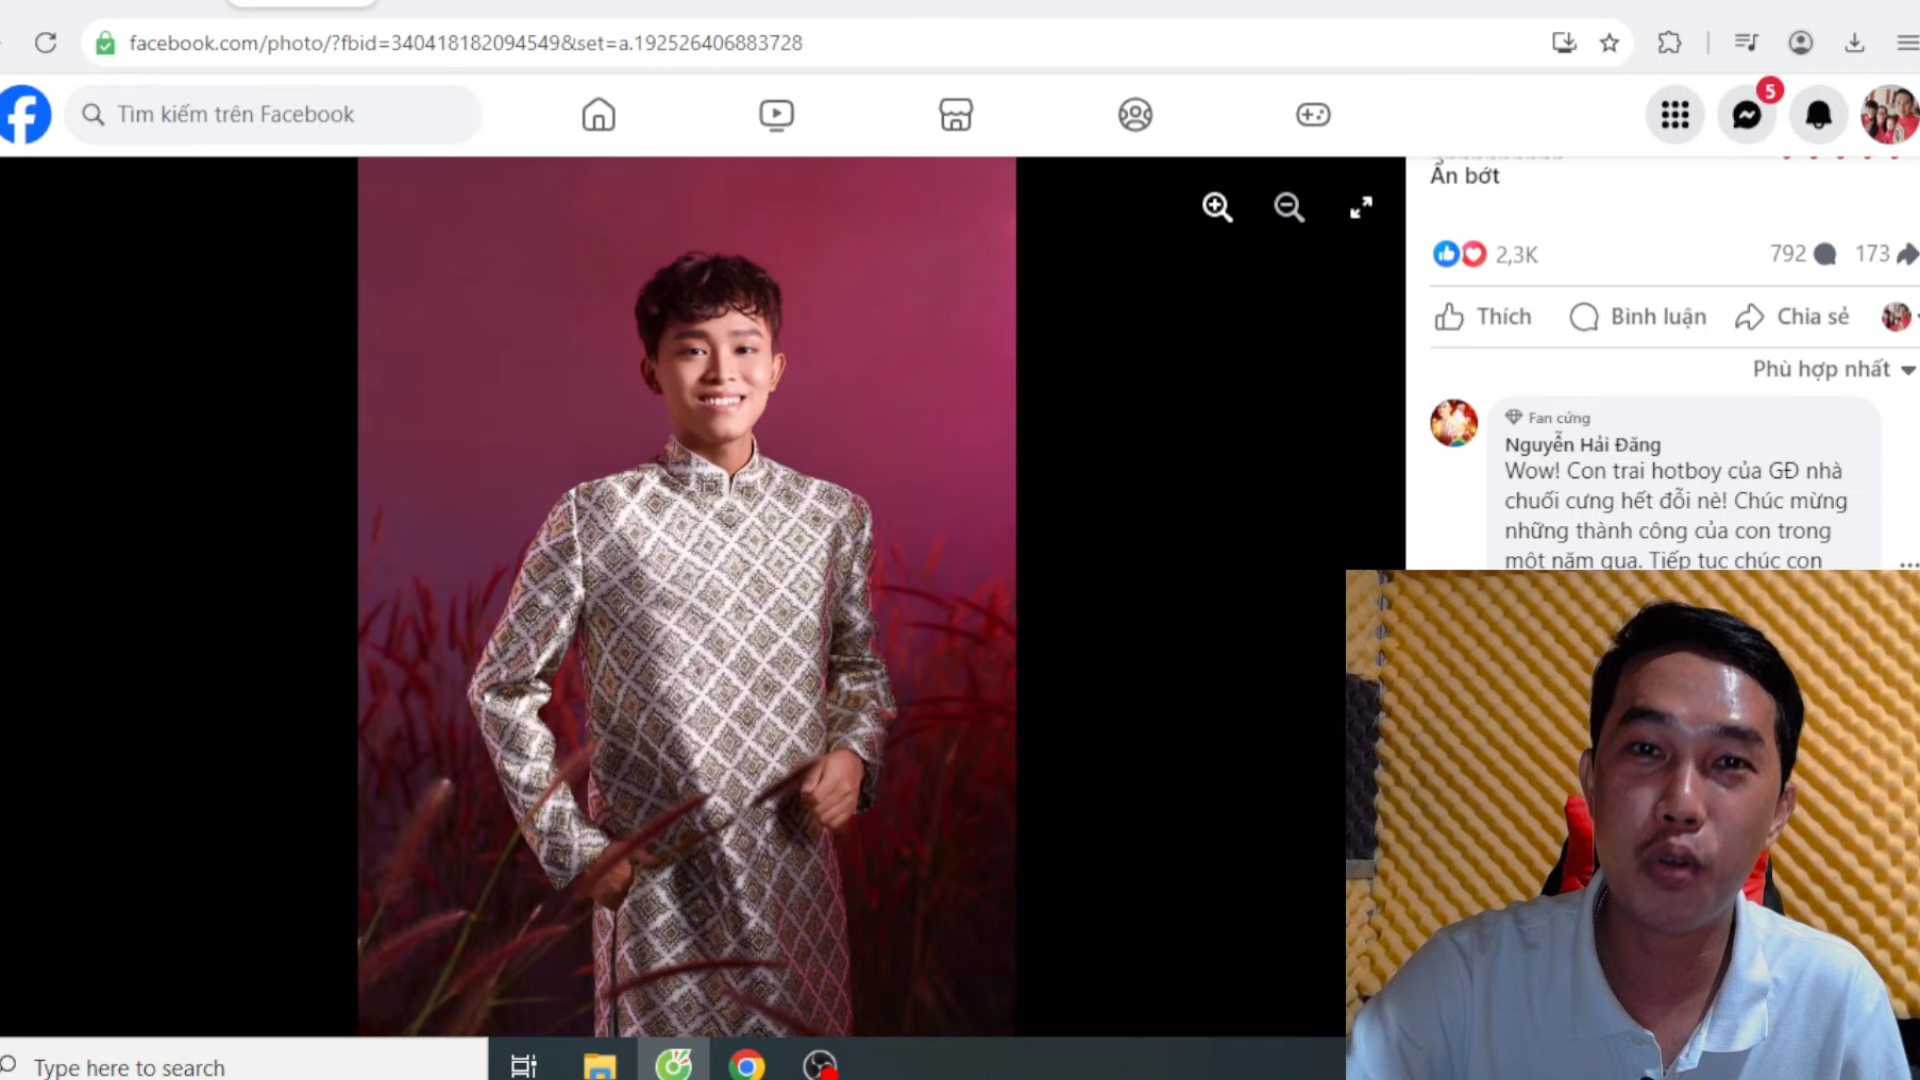 facebook.com/photo/?fbid=340418182094549&set=a.192526406883728
Tìm kiếm trên Facebook
5
Ẩn bớt
2,3K
792
173
Thích
Bình luận
Chia sẻ
Phù hợp nhất
Fan cứng
Nguyễn Hải Đăng
Wow! Con trai hotboy của GĐ nhà
chuối cưng hết đỗi nè! Chúc mừng
những thành công của con trong
một năm qua. Tiếp tục chúc con
Type here to search